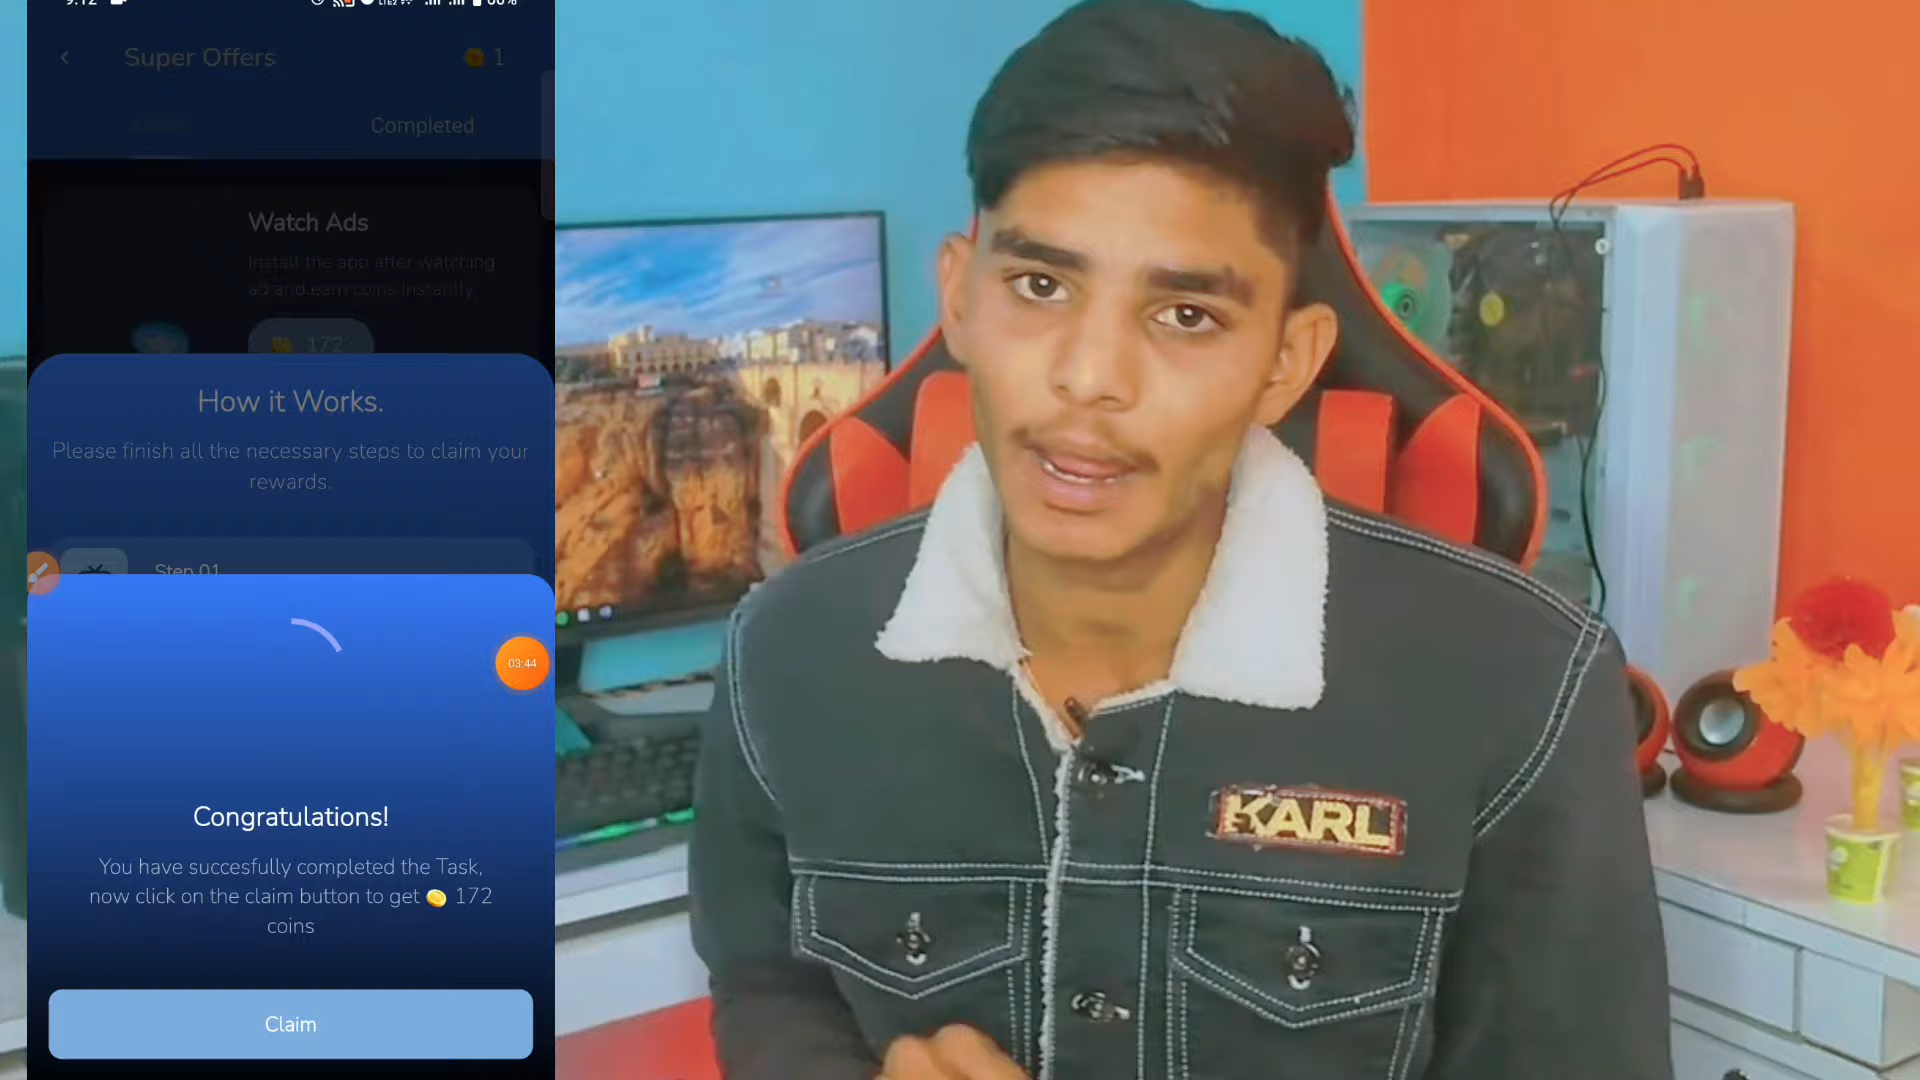 9:12
Super Offers
1
Completed
Watch Ads
Install the app after watching
ad and earn coins instantly
172
How it Works.
Please finish all the necessary steps to claim your
rewards.
Step 01
03:44
Congratulations!
You have succesfully completed the Task,
now click on the claim button to get 172
coins
Claim
KARL